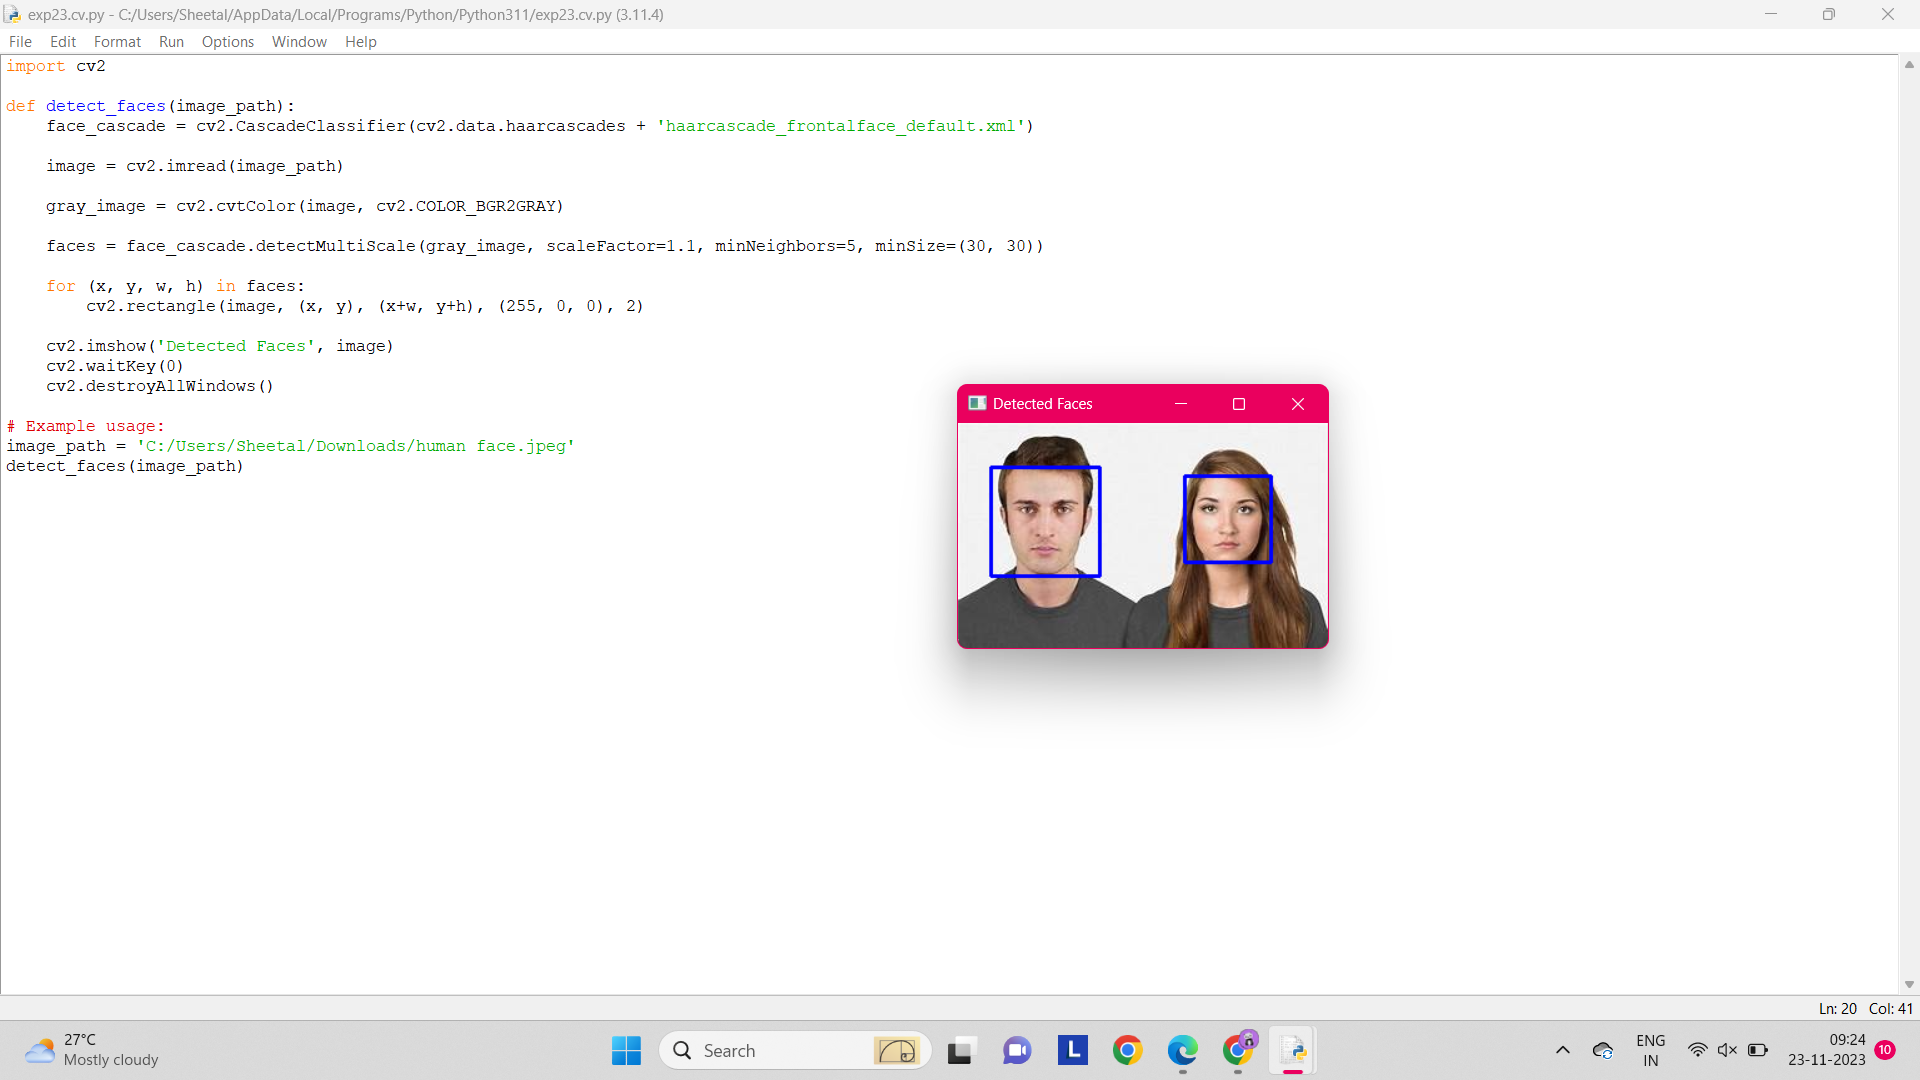 exp23.cv.py - C:/Users/Sheetal/AppData/Local/Programs/Python/Python311/exp23.cv.py (3.11.4)
File Edit Format Run Options Window Help
import cv2
def detect_faces(image_path):
    face_cascade = cv2.CascadeClassifier(cv2.data.haarcascades + 'haarcascade_frontalface_default.xml')
    image = cv2.imread(image_path)
    gray_image = cv2.cvtColor(image, cv2.COLOR_BGR2GRAY)
    faces = face_cascade.detectMultiScale(gray_image, scaleFactor=1.1, minNeighbors=5, minSize=(30, 30))
    for (x, y, w, h) in faces:
        cv2.rectangle(image, (x, y), (x+w, y+h), (255, 0, 0), 2)
    cv2.imshow('Detected Faces', image)
    cv2.waitKey(0)
    cv2.destroyAllWindows()
# Example usage:
image_path = 'C:/Users/Sheetal/Downloads/human face.jpeg'
detect_faces(image_path)
Detected Faces
Ln: 20 Col: 41
27°C
Mostly cloudy
Search
L
ENG
IN
09:24
23-11-2023
10